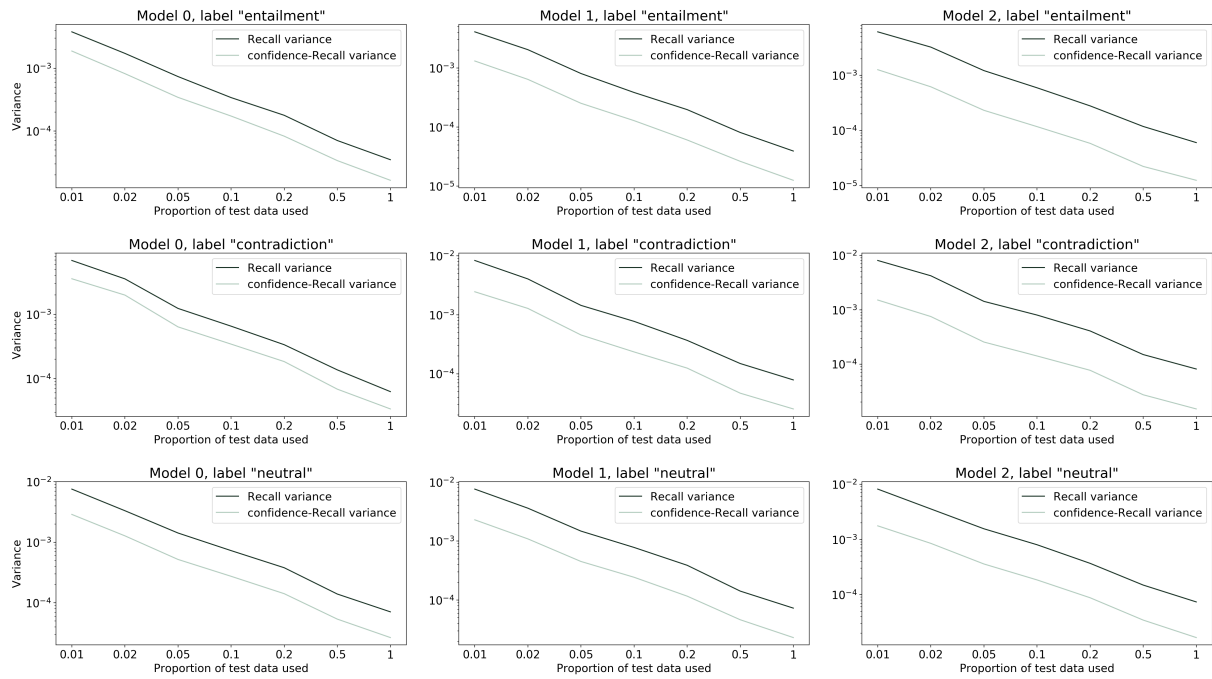 Model 0, label "entailment"
Recall variance
confidence-Recall variance
10⁻³
10⁻⁴
Variance
0.01 0.02 0.05 0.1 0.2 0.5 1
Proportion of test data used
Model 1, label "entailment"
Recall variance
confidence-Recall variance
10⁻³
10⁻⁴
10⁻⁵
0.01 0.02 0.05 0.1 0.2 0.5 1
Proportion of test data used
Model 2, label "entailment"
Recall variance
confidence-Recall variance
10⁻³
10⁻⁴
10⁻⁵
0.01 0.02 0.05 0.1 0.2 0.5 1
Proportion of test data used
Model 0, label "contradiction"
Recall variance
confidence-Recall variance
10⁻³
10⁻⁴
Variance
0.01 0.02 0.05 0.1 0.2 0.5 1
Proportion of test data used
Model 1, label "contradiction"
Recall variance
confidence-Recall variance
10⁻²
10⁻³
10⁻⁴
0.01 0.02 0.05 0.1 0.2 0.5 1
Proportion of test data used
Model 2, label "contradiction"
Recall variance
confidence-Recall variance
10⁻²
10⁻³
10⁻⁴
0.01 0.02 0.05 0.1 0.2 0.5 1
Proportion of test data used
Model 0, label "neutral"
Recall variance
confidence-Recall variance
10⁻²
10⁻³
10⁻⁴
Variance
0.01 0.02 0.05 0.1 0.2 0.5 1
Proportion of test data used
Model 1, label "neutral"
Recall variance
confidence-Recall variance
10⁻²
10⁻³
10⁻⁴
0.01 0.02 0.05 0.1 0.2 0.5 1
Proportion of test data used
Model 2, label "neutral"
Recall variance
confidence-Recall variance
10⁻²
10⁻³
10⁻⁴
0.01 0.02 0.05 0.1 0.2 0.5 1
Proportion of test data used